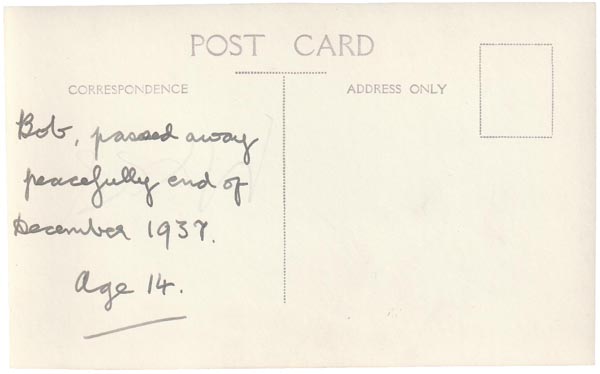 POST CARD
CORRESPONDENCE
ADDRESS ONLY
Bob, passed away
peacefully end of
December 1937.
Age 14.